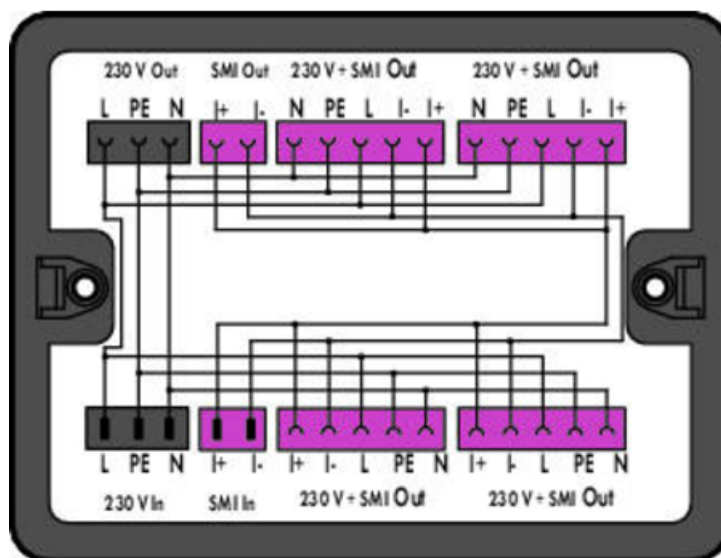 230 V Out SMI Out 230 V + SMI Out 230 V + SMI Out
L PE N I+ I- N PE L I- I+ N PE L I- I+
L PE N I+ I- I+ I- L PE N I+ I- L PE N
230 V In SMI In 230 V + SMI Out 230 V + SMI Out